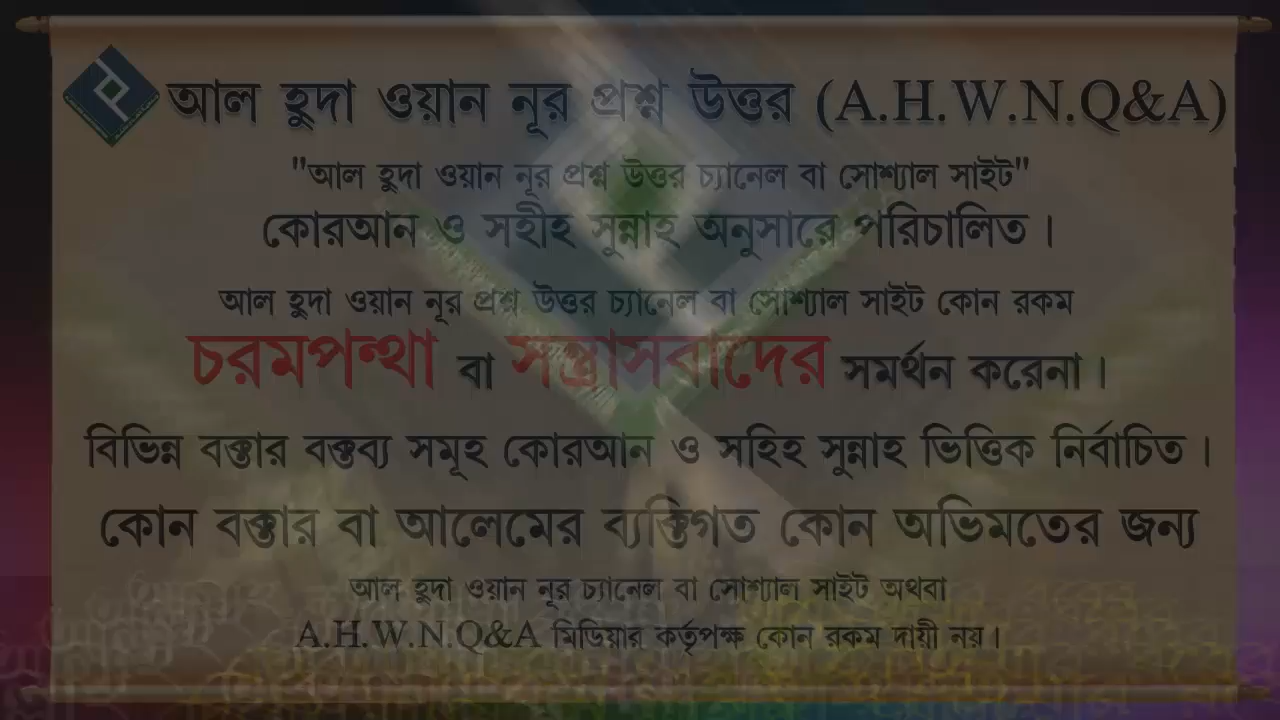 আল হুদা ওয়ান নূর প্রশ্ন উত্তর (A.H.W.N.Q&A)
"আল হুদা ওয়ান নূর প্রশ্ন উত্তর চ্যানেল বা সোশ্যাল সাইট"
কোরআন ও সহীহ সুন্নাহ অনুসারে পরিচালিত।
আল হুদা ওয়ান নূর প্রশ্ন উত্তর চ্যানেল বা সোশ্যাল সাইট কোন রকম
চরমপন্থা বা সন্ত্রাসবাদের সমর্থন করেনা।
বিভিন্ন বক্তার বক্তব্য সমূহ কোরআন ও সহিহ সুন্নাহ ভিত্তিক নির্বাচিত।
কোন বক্তার বা আলেমের ব্যক্তিগত কোন অভিমতের জন্য
আল হুদা ওয়ান নূর চ্যানেল বা সোশ্যাল সাইট অথবা
A.H.W.N.Q&A মিডিয়ার কর্তৃপক্ষ কোন রকম দায়ী নয়।